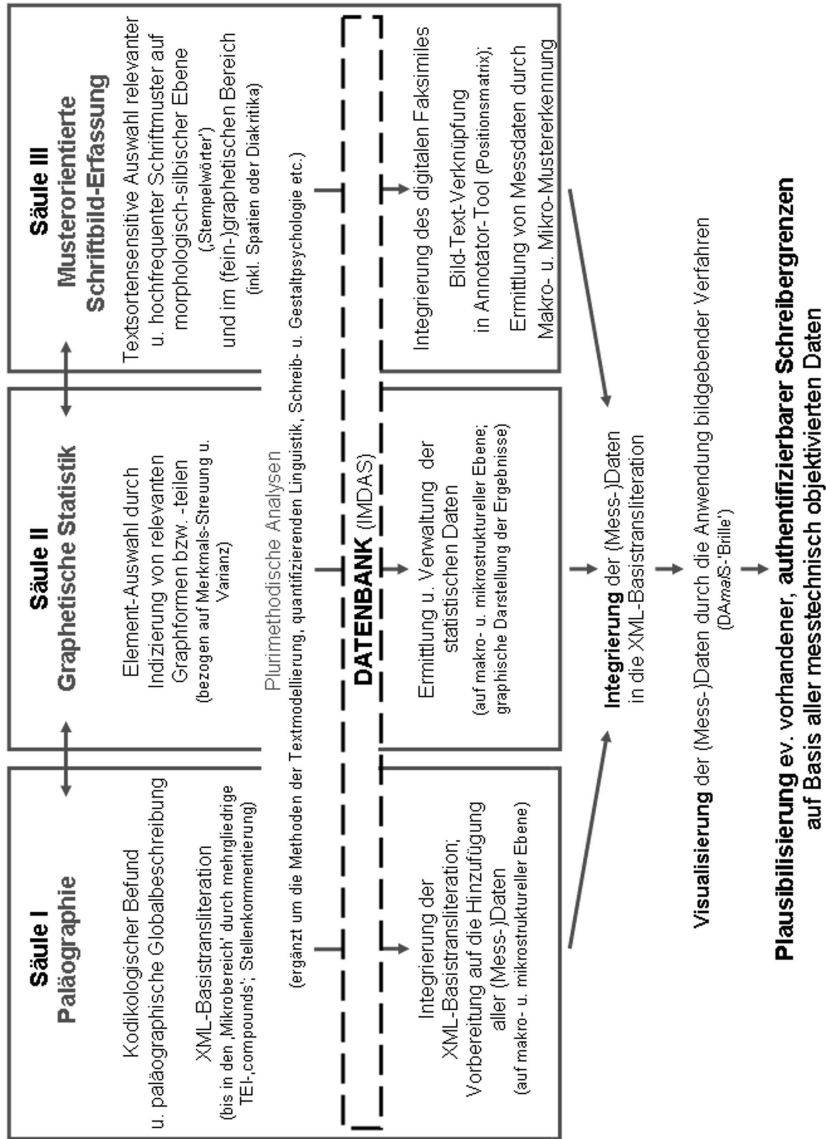 Säule I
Paläographie
Kodikologischer Befund
u. paläographische Globalbeschreibung
XML-Basistransliteration
(bis in den ‚Mikrobereich' durch mehrgliedrige
TEI-‚compounds'; Stellenkommentierung)
Säule II
Graphetische Statistik
Element-Auswahl durch
Indizierung von relevanten
Graphformen bzw. -teilen
(bezogen auf Merkmals-Streuung u.
Varianz)
Säule III
Musterorientierte
Schriftbild-Erfassung
Textsortensensitive Auswahl relevanter
u. hochfrequenter Schriftmuster auf
morphologisch-silbischer Ebene
(‚Stempelwörter')
und im (fein-)graphetischen Bereich
(inkl. Spatien oder Diakritika)
Plurimethodische Analysen
(ergänzt um die Methoden der Textmodellierung, quantifizierenden Linguistik, Schreib- u. Gestaltpsychologie etc.)
DATENBANK (IMDAS)
Integrierung der
XML-Basistransliteration;
Vorbereitung auf die Hinzufügung
aller (Mess-)Daten
(auf makro- u. mikrostruktureller Ebene)
Ermittlung u. Verwaltung der
statistischen Daten
(auf makro- u. mikrostruktureller Ebene;
graphische Darstellung der Ergebnisse)
Integrierung des digitalen Faksimiles
Bild-Text-Verknüpfung
in Annotator-Tool (Positionsmatrix);
Ermittlung von Messdaten durch
Makro- u. Mikro-Mustererkennung
Integrierung der (Mess-)Daten
in die XML-Basistransliteration
Visualisierung der (Mess-)Daten durch die Anwendung bildgebender Verfahren
(DAmalS-'Brille')
Plausibilisierung ev. vorhandener, authentifizierbarer Schreibergrenzen
auf Basis aller messtechnisch objektivierten Daten